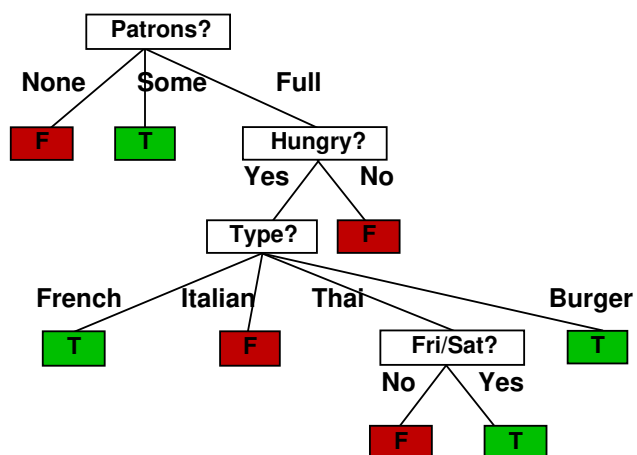 Patrons?
None Some Full
F T Hungry?
Yes No
Type? F
French Italian Thai Burger
T F Fri/Sat? T
No Yes
F T